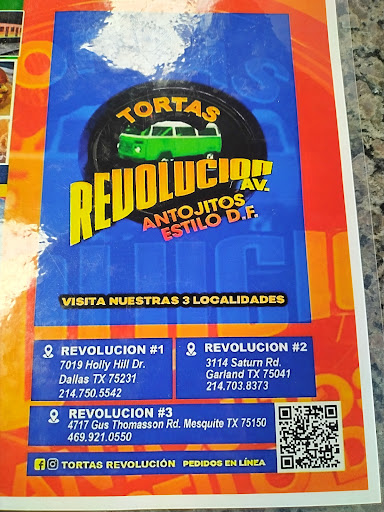 TORTAS
REVOLUCION
AV.
ANTOJITOS
ESTILO D.F.
VISITA NUESTRAS 3 LOCALIDADES
REVOLUCION #1
7019 Holly Hill Dr.
Dallas TX 75231
214.750.5542
REVOLUCION #2
3114 Saturn Rd.
Garland TX 75041
214.703.8373
REVOLUCION #3
4717 Gus Thomasson Rd. Mesquite TX 75150
469.921.0550
TORTAS REVOLUCIÓN PEDIDOS EN LÍNEA